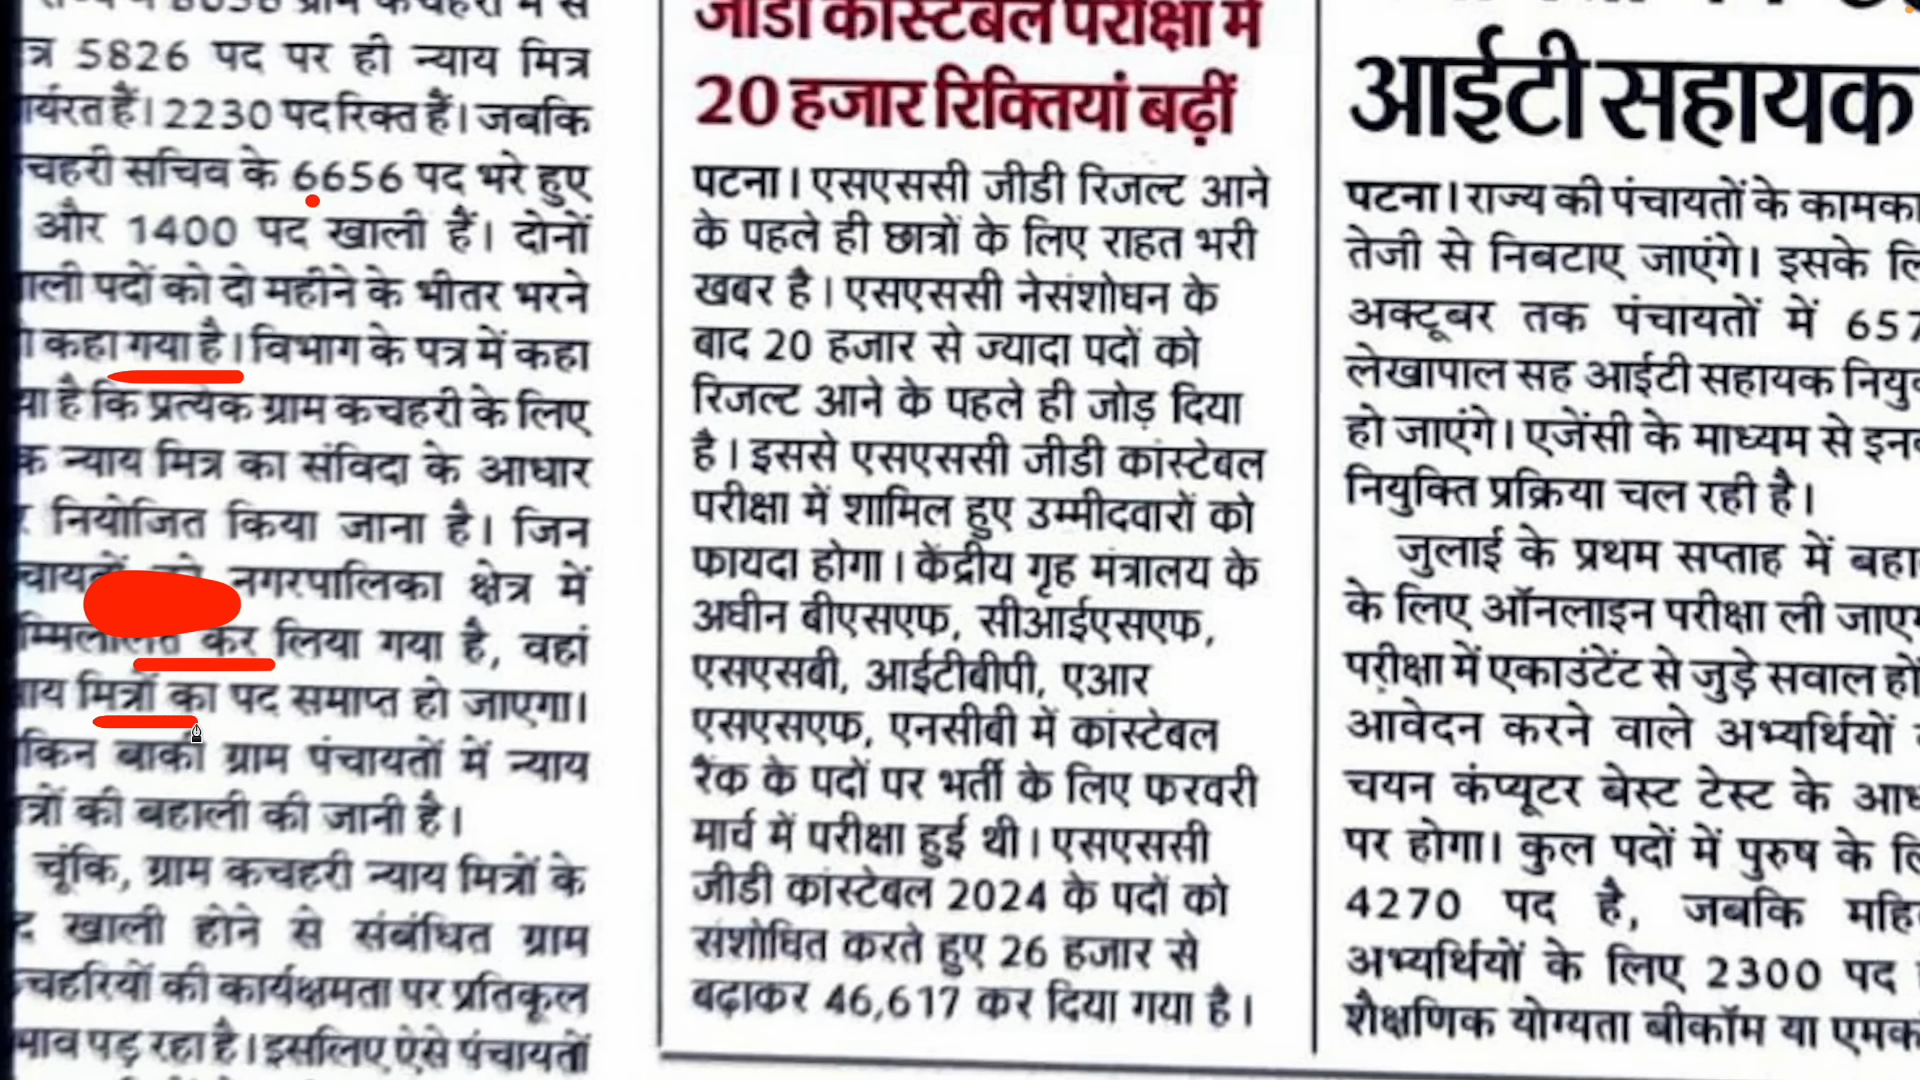 5826 पद पर ही न्याय मित्र
हैं। 2230 पद रिक्त हैं। जबकि
सचिव के 6656 पद भरे हुए
और 1400 पद खाली हैं। दोनों
पदों को दो महीने के भीतर भरने
कहा गया है। विभाग के पत्र में कहा
है कि प्रत्येक ग्राम कचहरी के लिए
न्याय मित्र का संविदा के आधार
नियोजित किया जाना है। जिन
नगरपालिका क्षेत्र में
कर लिया गया है, वहां
मित्रों का पद समाप्त हो जाएगा।
बाकी ग्राम पंचायतों में न्याय
की बहाली की जानी है।
चूंकि, ग्राम कचहरी न्याय मित्रों के
खाली होने से संबंधित ग्राम
की कार्यक्षमता पर प्रतिकूल
पड़ रहा है। इसलिए ऐसे पंचायतों
जीडी कांस्टेबल परीक्षा में
20 हजार रिक्तियां बढ़ीं
पटना। एसएससी जीडी रिजल्ट आने
के पहले ही छात्रों के लिए राहत भरी
खबर है। एसएससी नेसंशोधन के
बाद 20 हजार से ज्यादा पदों को
रिजल्ट आने के पहले ही जोड़ दिया
है। इससे एसएससी जीडी कांस्टेबल
परीक्षा में शामिल हुए उम्मीदवारों को
फायदा होगा। केंद्रीय गृह मंत्रालय के
अधीन बीएसएफ, सीआईएसएफ,
एसएसबी, आईटीबीपी, एआर
एसएसएफ, एनसीबी में कांस्टेबल
रैंक के पदों पर भर्ती के लिए फरवरी
मार्च में परीक्षा हुई थी। एसएससी
जीडी कांस्टेबल 2024 के पदों को
संशोधित करते हुए 26 हजार से
बढ़ाकर 46,617 कर दिया गया है।
आईटी सहायक
पटना। राज्य की पंचायतों के
तेजी से निबटाए जाएंगे। इसके
अक्टूबर तक पंचायतों में 657
लेखापाल सह आईटी सहायक
हो जाएंगे। एजेंसी के माध्यम से
नियुक्ति प्रक्रिया चल रही है।
जुलाई के प्रथम सप्ताह में
के लिए ऑनलाइन परीक्षा ली
परीक्षा में एकाउंटेंट से जुड़े सवाल
आवेदन करने वाले अभ्यर्थियों
चयन कंप्यूटर बेस्ट टेस्ट के
पर होगा। कुल पदों में पुरुष के
4270 पद है, जबकि
अभ्यर्थियों के लिए 2300 पद
शैक्षणिक योग्यता बीकॉम या